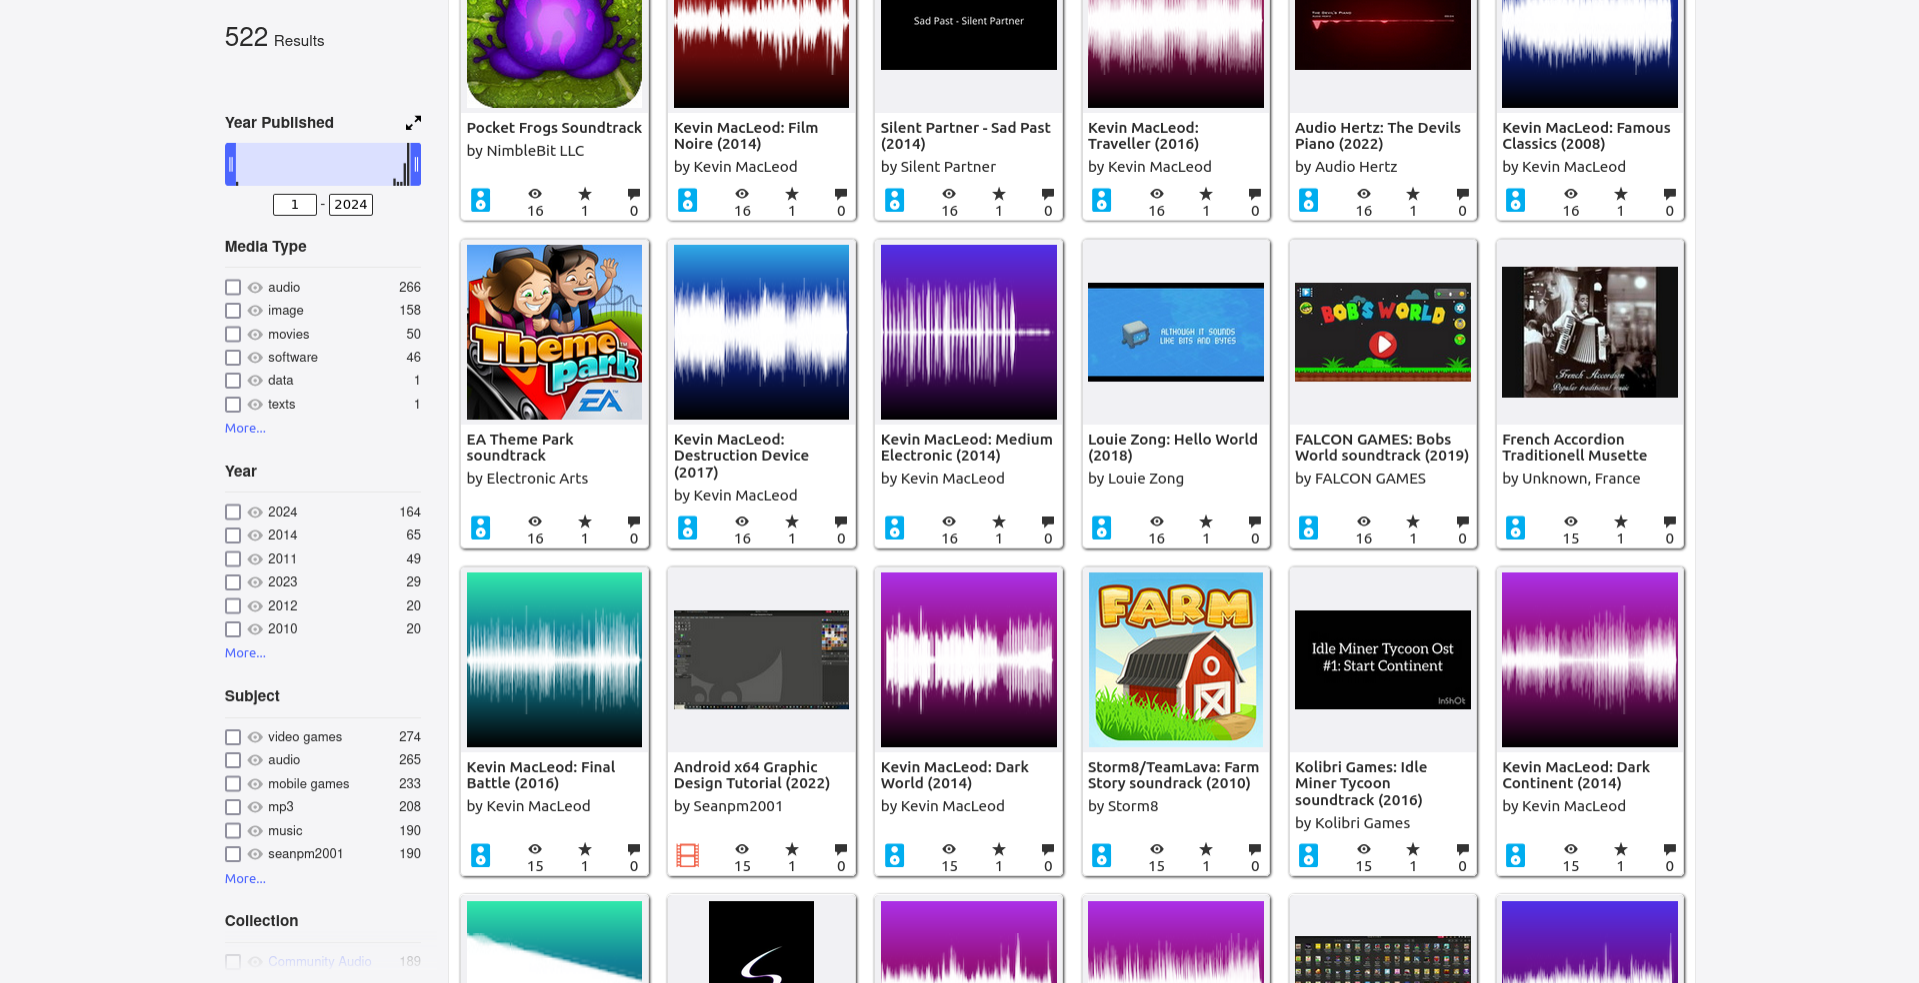 522 Results
Year Published
1 - 2024
Media Type
audio 266
image 158
movies 50
software 46
data 1
texts 1
More...
Year
2024 164
2014 65
2011 49
2023 29
2012 20
2010 20
More...
Subject
video games 274
audio 265
mobile games 233
mp3 208
music 190
seanpm2001 190
More...
Collection
Community Audio 189
Sad Past - Silent Partner
Pocket Frogs Soundtrack
by NimbleBit LLC
16 1 0
Kevin MacLeod: Film
Noire (2014)
by Kevin MacLeod
16 1 0
Silent Partner - Sad Past
(2014)
by Silent Partner
16 1 0
Kevin MacLeod:
Traveller (2016)
by Kevin MacLeod
16 1 0
Audio Hertz: The Devils
Piano (2022)
by Audio Hertz
16 1 0
Kevin MacLeod: Famous
Classics (2008)
by Kevin MacLeod
16 1 0
Theme
park
EA
EA Theme Park
soundtrack
by Electronic Arts
16 1 0
Kevin MacLeod:
Destruction Device
(2017)
by Kevin MacLeod
16 1 0
Kevin MacLeod: Medium
Electronic (2014)
by Kevin MacLeod
16 1 0
ALTHOUGH IT SOUNDS
LIKE BITS AND BYTES
Louie Zong: Hello World
(2018)
by Louie Zong
16 1 0
BOB'S WORLD
FALCON GAMES: Bobs
World soundtrack (2019)
by FALCON GAMES
16 1 0
French Accordion
Popular traditional music
French Accordion
Traditionell Musette
by Unknown, France
15 1 0
Kevin MacLeod: Final
Battle (2016)
by Kevin MacLeod
15 1 0
Android x64 Graphic
Design Tutorial (2022)
by Seanpm2001
15 1 0
Kevin MacLeod: Dark
World (2014)
by Kevin MacLeod
15 1 0
FARM
Storm8/TeamLava: Farm
Story soundrack (2010)
by Storm8
15 1 0
Idle Miner Tycoon Ost
#1: Start Continent
InShOt
Kolibri Games: Idle
Miner Tycoon
soundtrack (2016)
by Kolibri Games
15 1 0
Kevin MacLeod: Dark
Continent (2014)
by Kevin MacLeod
15 1 0